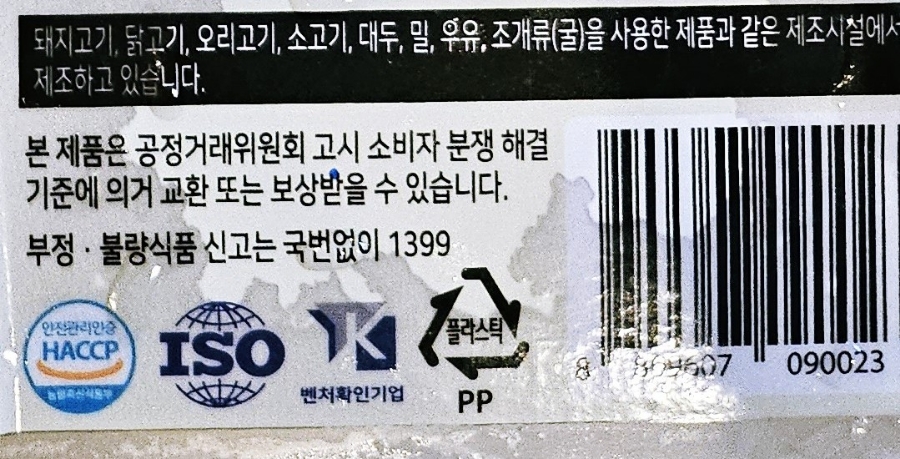 돼지고기, 닭고기, 오리고기, 소고기, 대두, 밀, 우유, 조개류(굴)을 사용한 제품과 같은 제조시설에서
제조하고 있습니다.
본 제품은 공정거래위원회 고시 소비자 분쟁 해결
기준에 의거 교환 또는 보상받을 수 있습니다.
부정 · 불량식품 신고는 국번없이 1399
안전관리인증
HACCP
ISO
벤처확인기업
플라스틱
PP
8 809607 090023